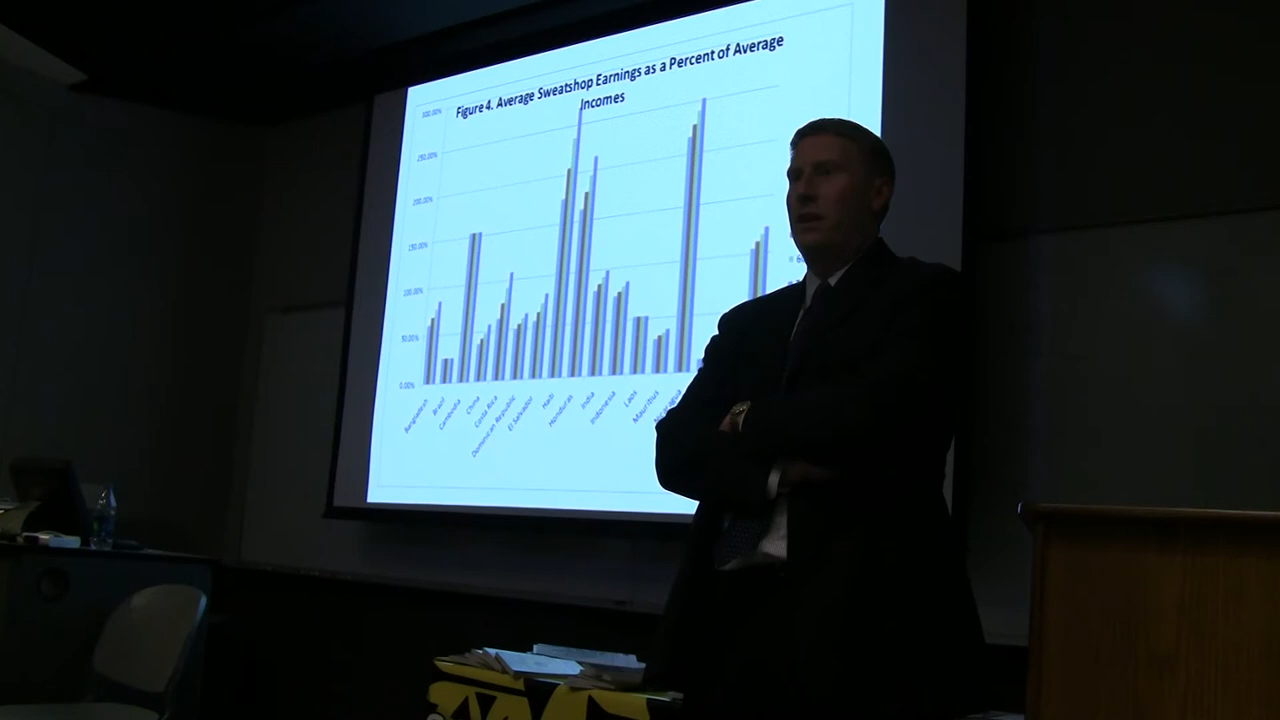 Figure 4. Average Sweatshop Earnings as a Percent of Average
Incomes
300.00%
250.00%
200.00%
150.00%
100.00%
50.00%
0.00%
Bangladesh
Brazil
Cambodia
China
Costa Rica
Dominican Republic
El Salvador
Haiti
Honduras
India
Indonesia
Laos
Mauritius
Nicaragua